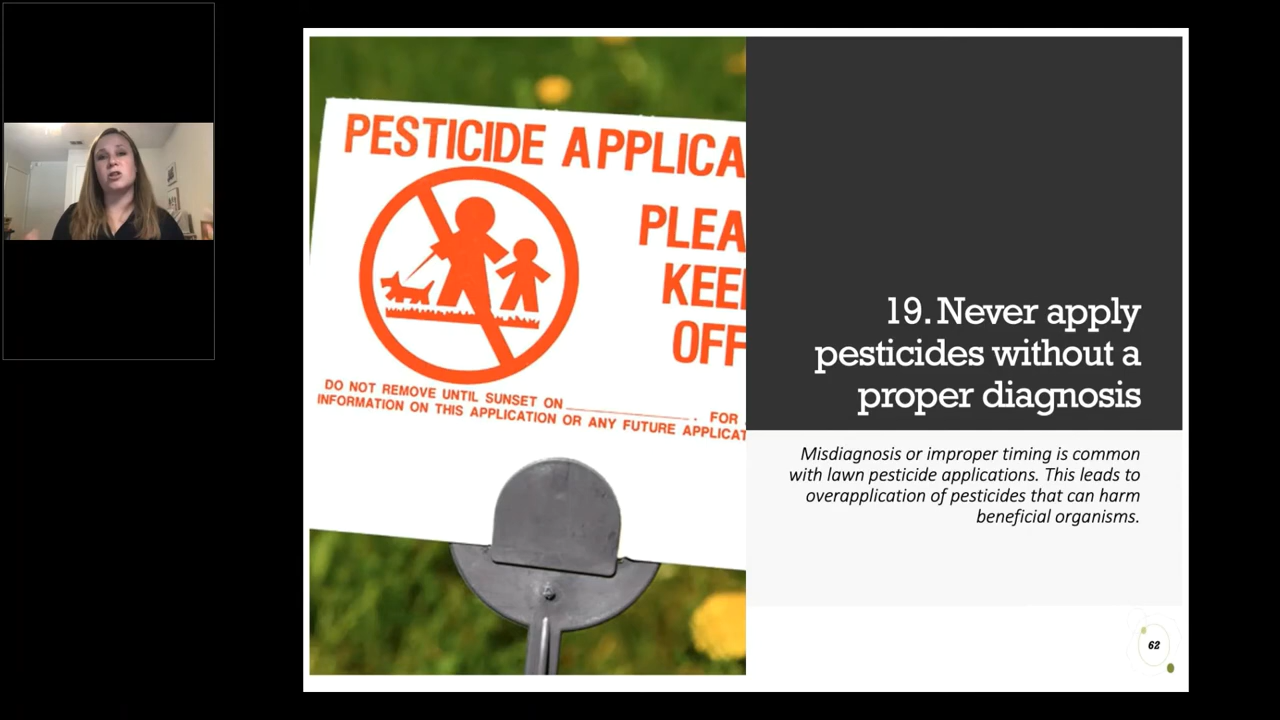 PESTICIDE APPLICA
PLEA
KEE
OFF
DO NOT REMOVE UNTIL SUNSET ON ____________. FOR
INFORMATION ON THIS APPLICATION OR ANY FUTURE APPLICAT
19. Never apply
pesticides without a
proper diagnosis
Misdiagnosis or improper timing is common
with lawn pesticide applications. This leads to
overapplication of pesticides that can harm
beneficial organisms.
62